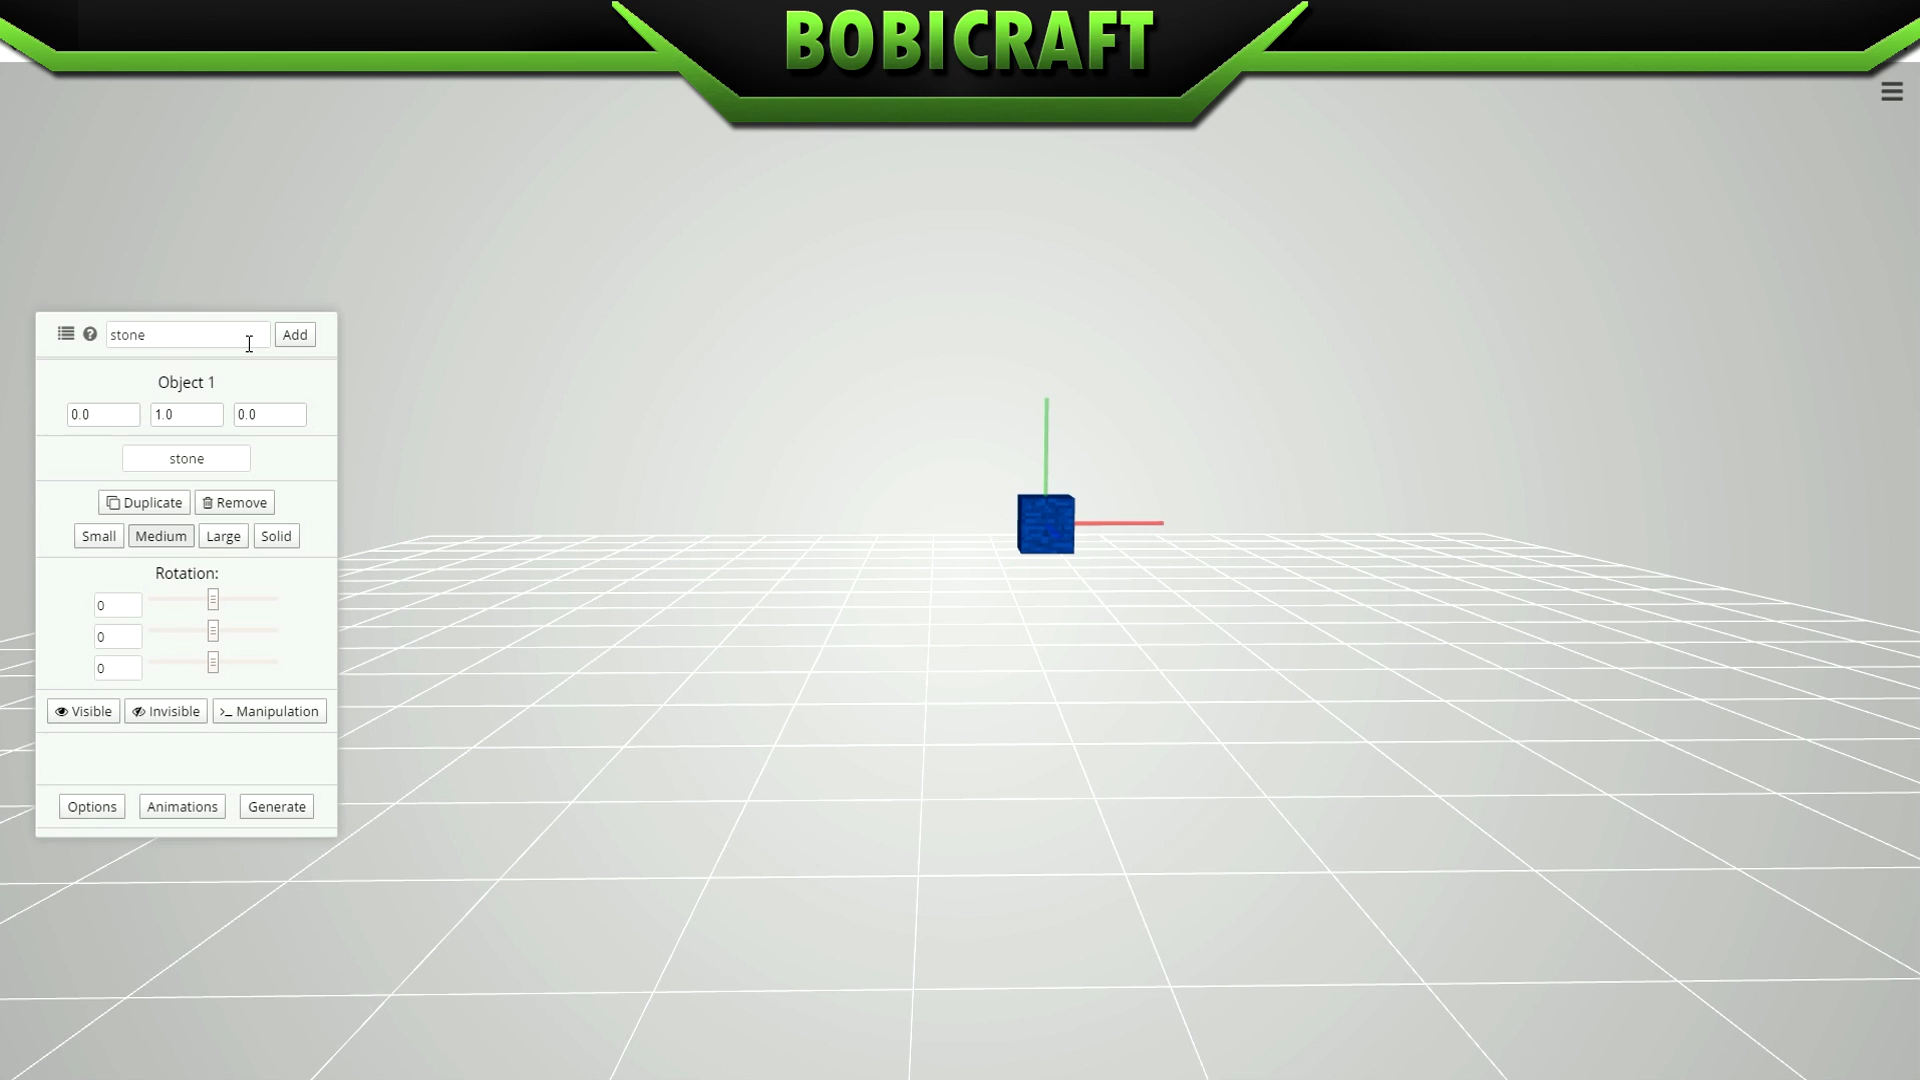 BOBICRAFT
stone
Add
Object 1
0.0 1.0 0.0
stone
Duplicate Remove
Small Medium Large Solid
Rotation:
0
0
0
Visible Invisible >_ Manipulation
Options Animations Generate